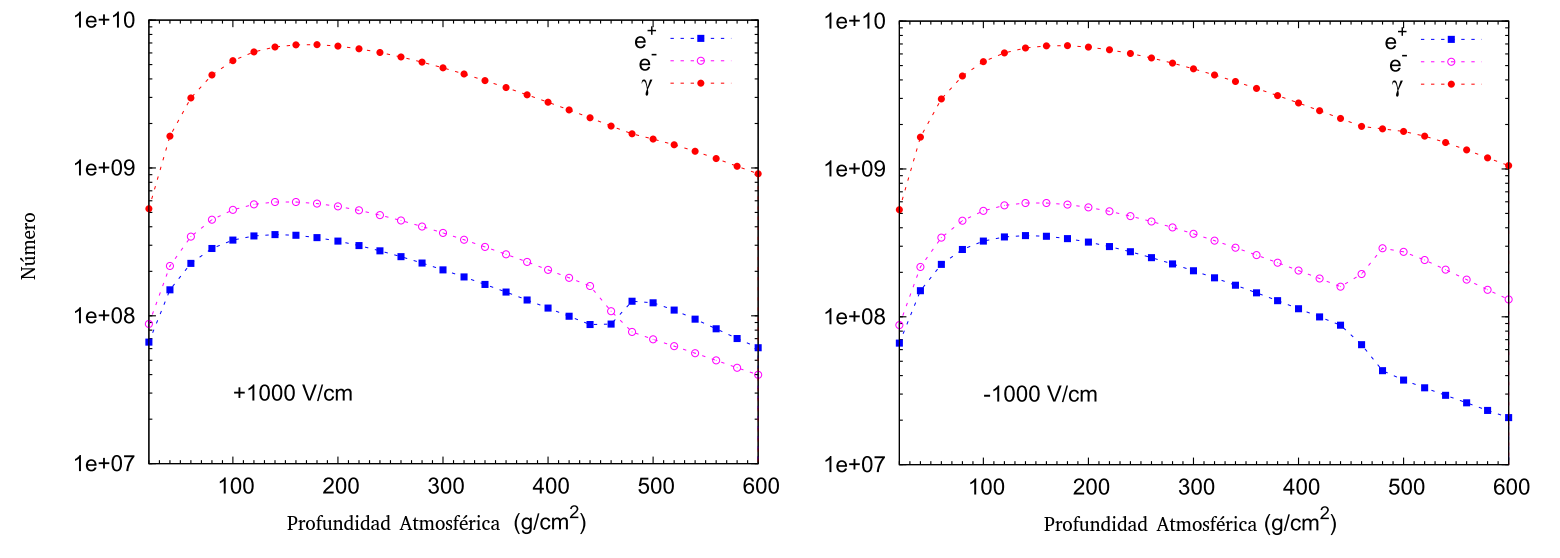 Número
1e+10
1e+09
1e+08
1e+07
e+
e-
γ
+1000 V/cm
100 200 300 400 500 600
Profundidad Atmosférica (g/cm2)
1e+10
1e+09
1e+08
1e+07
e+
e-
γ
-1000 V/cm
100 200 300 400 500 600
Profundidad Atmosférica (g/cm2)